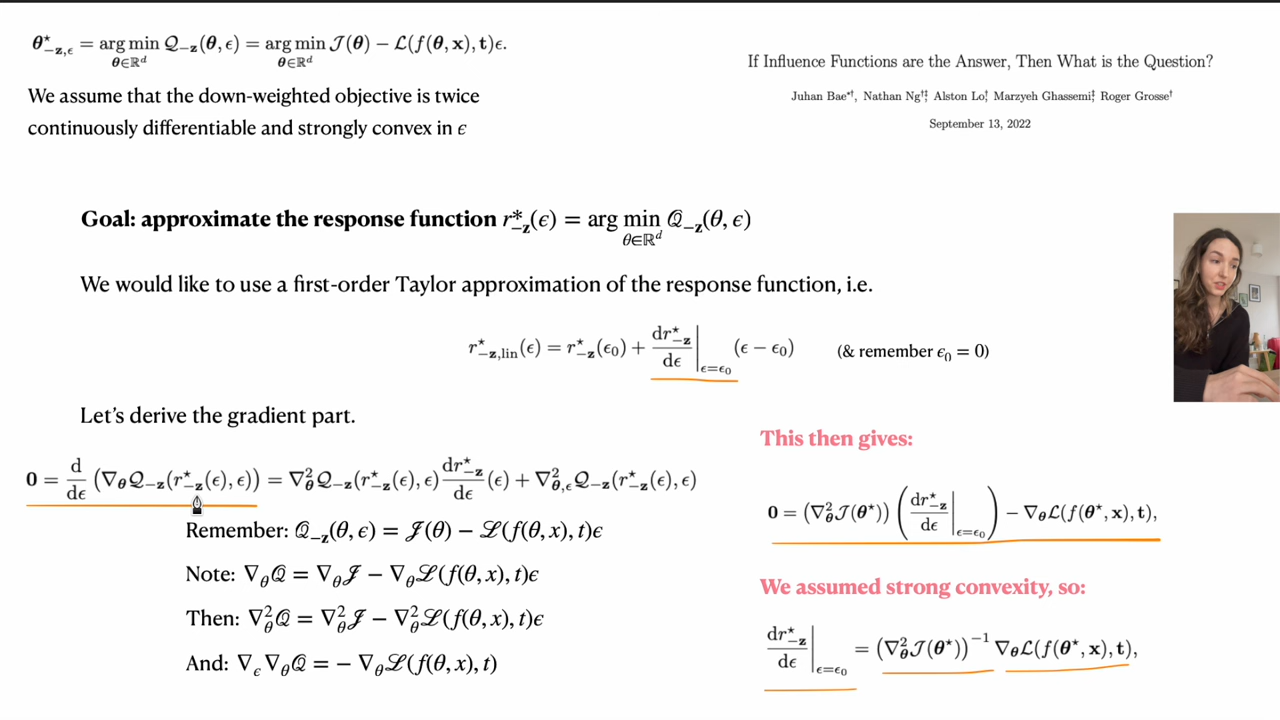 θ⋆₋z,ϵ = arg min 𝒬₋z(θ, ϵ) = arg min 𝒥(θ) − ℒ(f(θ, x), t)ϵ.
θ∈ℝᵈ θ∈ℝᵈ
We assume that the down-weighted objective is twice
continuously differentiable and strongly convex in ϵ
If Influence Functions are the Answer, Then What is the Question?
Juhan Bae*†, Nathan Ng†‡, Alston Lo†, Marzyeh Ghassemi‡, Roger Grosse†
September 13, 2022
Goal: approximate the response function r*₋z(ϵ) = arg min 𝒬₋z(θ, ϵ)
θ∈ℝᵈ
We would like to use a first-order Taylor approximation of the response function, i.e.
r⋆₋z,lin(ϵ) = r⋆₋z(ϵ₀) + dr⋆₋z/dϵ |ϵ=ϵ₀ (ϵ − ϵ₀) (& remember ϵ₀ = 0)
Let's derive the gradient part.
0 = d/dϵ (∇θ𝒬₋z(r⋆₋z(ϵ), ϵ)) = ∇²θ𝒬₋z(r⋆₋z(ϵ), ϵ) dr⋆₋z/dϵ (ϵ) + ∇²θ,ϵ𝒬₋z(r⋆₋z(ϵ), ϵ)
Remember: 𝒬₋z(θ, ϵ) = 𝒥(θ) − ℒ(f(θ, x), t)ϵ
Note: ∇θ𝒬 = ∇θ𝒥 − ∇θℒ(f(θ, x), t)ϵ
Then: ∇²θ𝒬 = ∇²θ𝒥 − ∇²θℒ(f(θ, x), t)ϵ
And: ∇ϵ∇θ𝒬 = − ∇θℒ(f(θ, x), t)
This then gives:
0 = (∇²θ𝒥(θ⋆)) (dr⋆₋z/dϵ |ϵ=ϵ₀) − ∇θℒ(f(θ⋆, x), t),
We assumed strong convexity, so:
dr⋆₋z/dϵ |ϵ=ϵ₀ = (∇²θ𝒥(θ⋆))⁻¹ ∇θℒ(f(θ⋆, x), t),